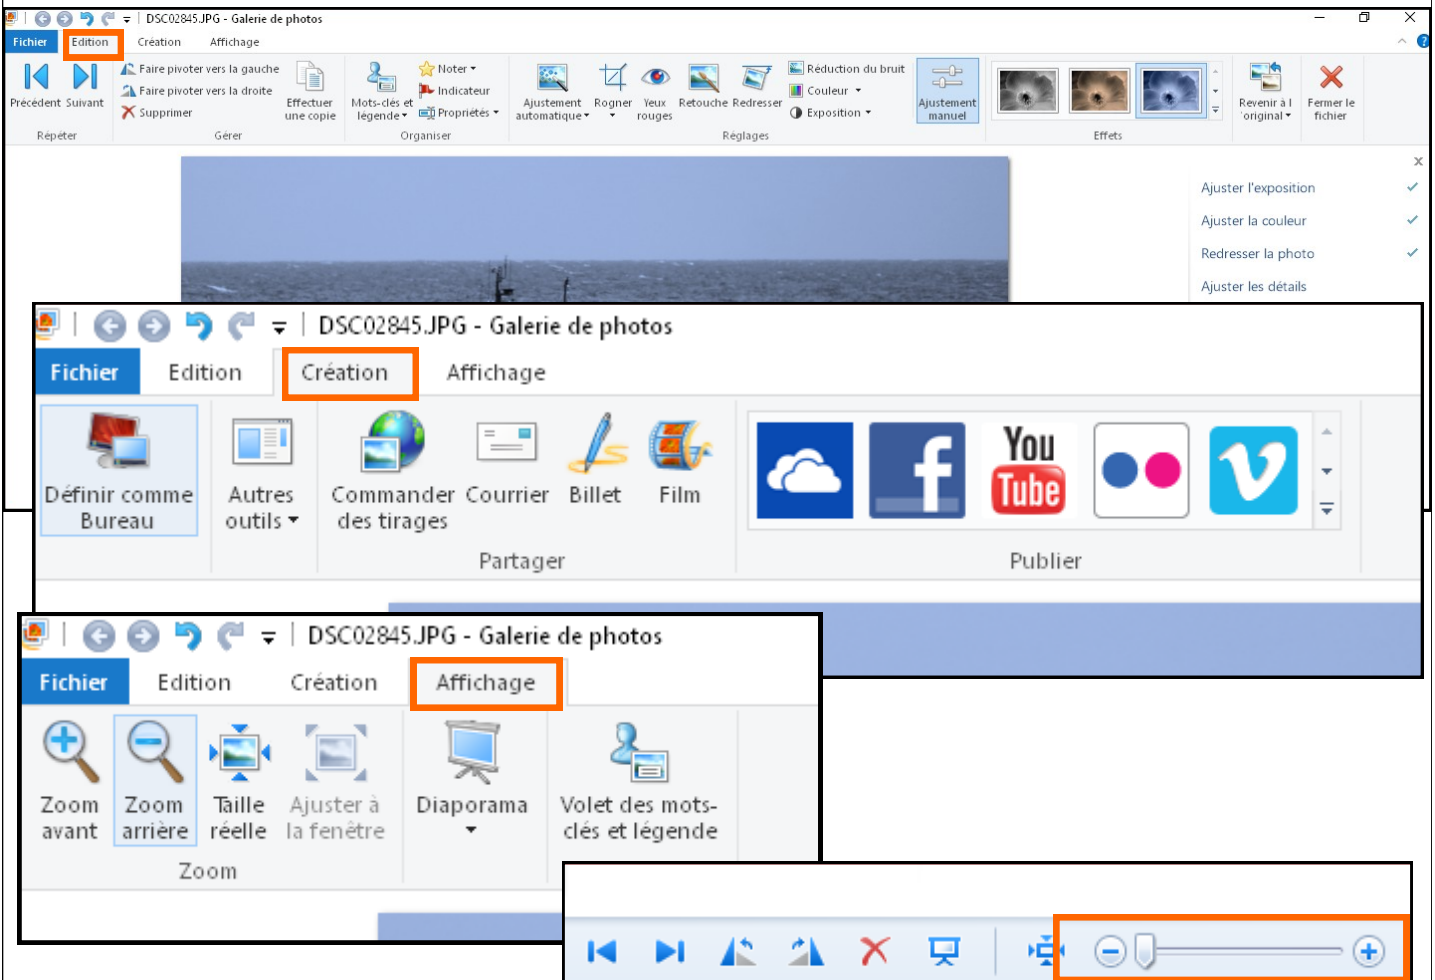 DSC02845.JPG - Galerie de photos
Fichier Edition Création Affichage
Précédent Suivant
Répéter
Faire pivoter vers la gauche
Faire pivoter vers la droite
Supprimer
Effectuer
une copie
Gérer
Mots-clés et
légende
Noter
Indicateur
Propriétés
Organiser
Ajustement
automatique
Rogner
Yeux
rouges
Retouche Redresser
Réduction du bruit
Couleur
Exposition
Réglages
Ajustement
manuel
Effets
Revenir à l
'original
Fermer le
fichier
Ajuster l'exposition
Ajuster la couleur
Redresser la photo
Ajuster les détails
DSC02845.JPG - Galerie de photos
Fichier Edition Création Affichage
Définir comme
Bureau
Autres
outils
Commander
des tirages
Courrier Billet Film
Partager
f
You
Tube
v
Publier
DSC02845.JPG - Galerie de photos
Fichier Edition Création Affichage
Zoom
avant
Zoom
arrière
Taille
réelle
Ajuster à
la fenêtre
Zoom
Diaporama
Volet des mots-
clés et légende